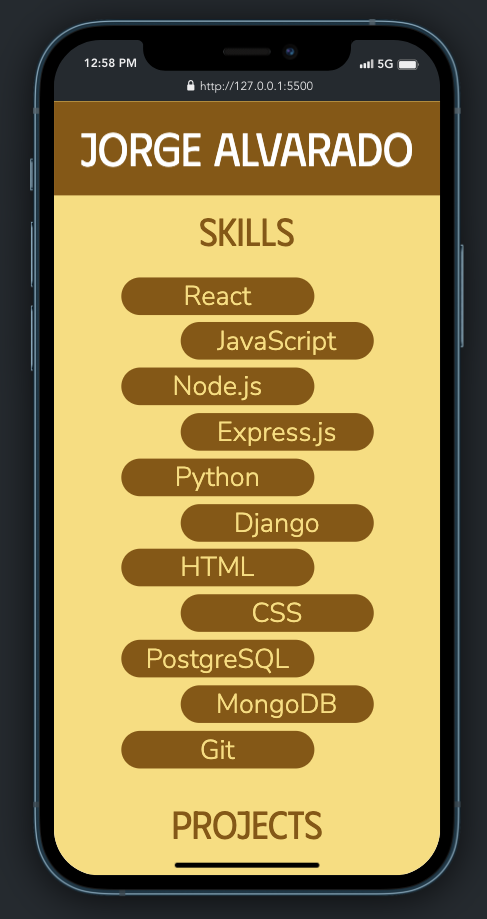 12:58 PM
5G
http://127.0.0.1:5500
JORGE ALVARADO
SKILLS
React
JavaScript
Node.js
Express.js
Python
Django
HTML
CSS
PostgreSQL
MongoDB
Git
PROJECTS